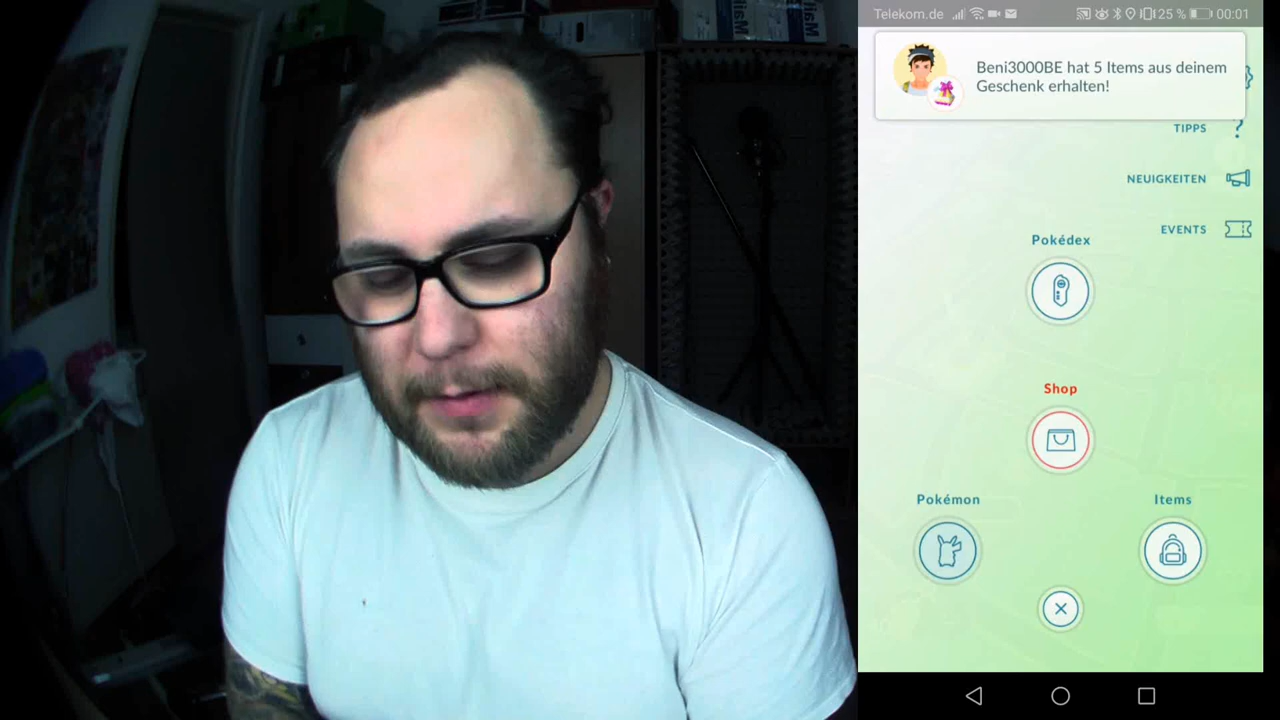 Telekom.de 25 % 00:01
Beni3000BE hat 5 Items aus deinem
Geschenk erhalten!
TIPPS ?
NEUIGKEITEN
EVENTS
Pokédex
Shop
Pokémon
Items